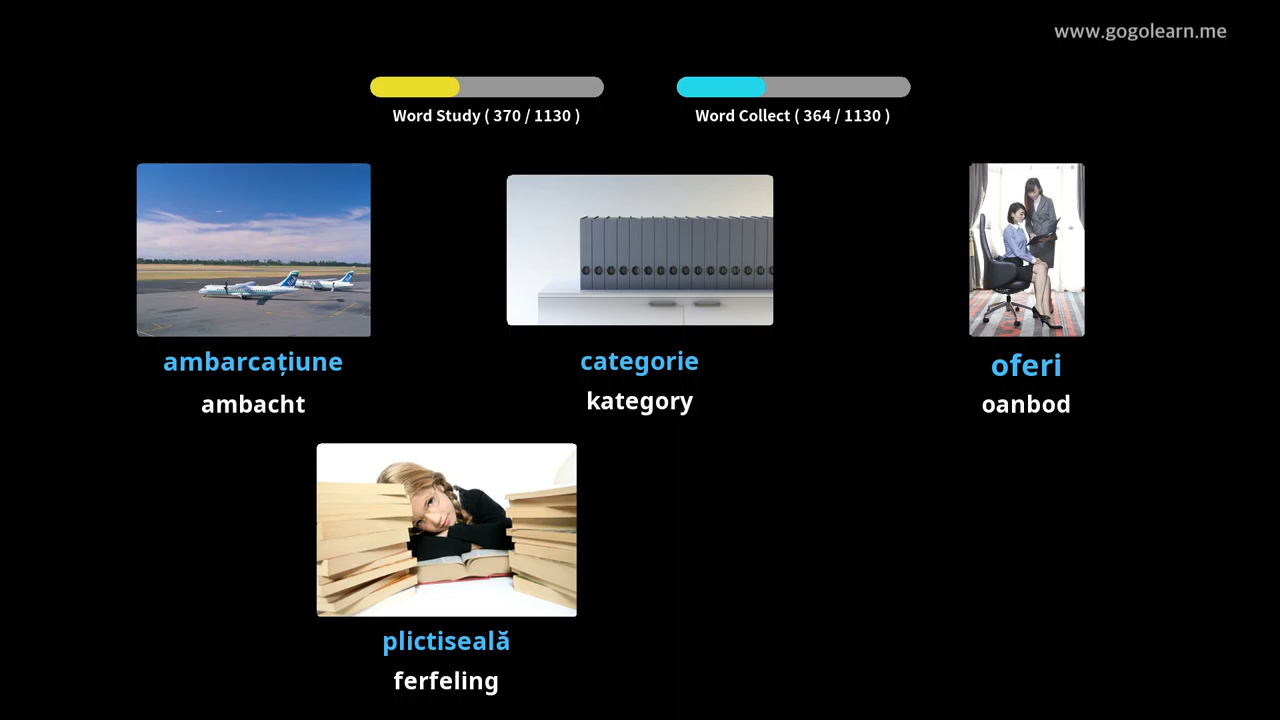 www.gogolearn.me
Word Study ( 370 / 1130 )
Word Collect ( 364 / 1130 )
ambarcațiune
ambacht
categorie
kategory
oferi
oanbod
plictiseală
ferfeling